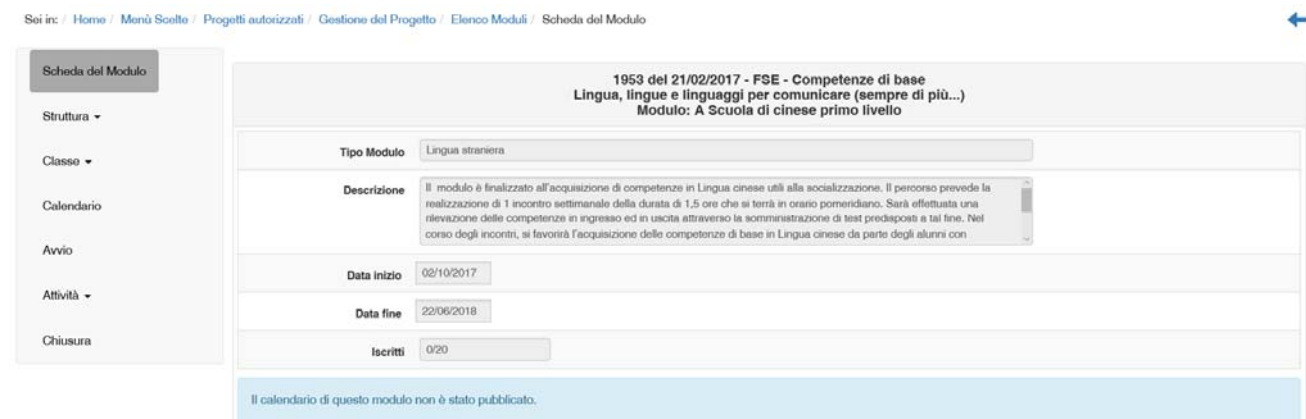 Sei in: / Home / Menù Scelte / Progetti autorizzati / Gestione del Progetto / Elenco Moduli / Scheda del Modulo
Scheda del Modulo
Struttura
Classe
Calendario
Avvio
Attività
Chiusura
1953 del 21/02/2017 - FSE - Competenze di base
Lingua, lingue e linguaggi per comunicare (sempre di più...)
Modulo: A Scuola di cinese primo livello
Tipo Modulo Lingua straniera
Descrizione Il modulo è finalizzato all'acquisizione di competenze in Lingua cinese utili alla socializzazione. Il percorso prevede la
realizzazione di 1 incontro settimanale della durata di 1,5 ore che si terrà in orario pomeridiano. Sarà effettuata una
rilevazione delle competenze in ingresso ed in uscita attraverso la somministrazione di test predisposti a tal fine. Nel
corso degli incontri, si favorirà l'acquisizione delle competenze di base in Lingua cinese da parte degli alunni con
Data inizio 02/10/2017
Data fine 22/06/2018
Iscritti 0/20
Il calendario di questo modulo non è stato pubblicato.